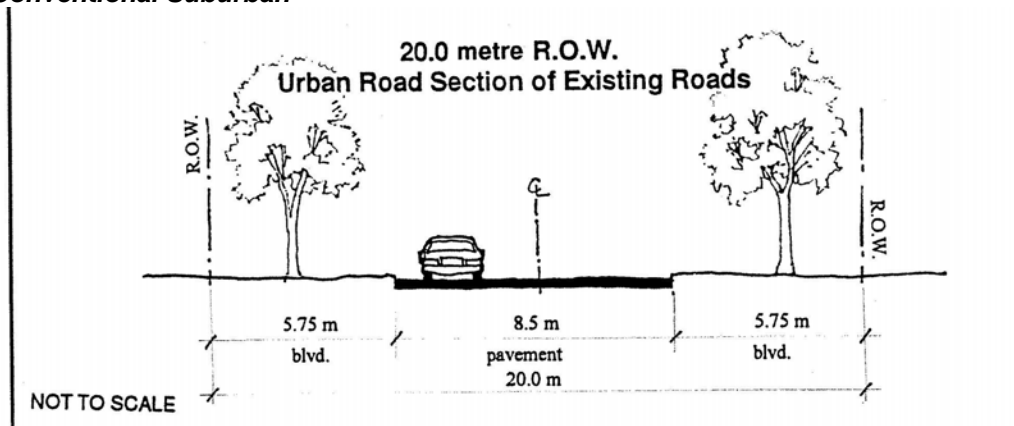 Conventional Suburban
20.0 metre R.O.W.
Urban Road Section of Existing Roads
R.O.W.
R.O.W.
℄
5.75 m
8.5 m
5.75 m
blvd.
pavement
blvd.
20.0 m
NOT TO SCALE